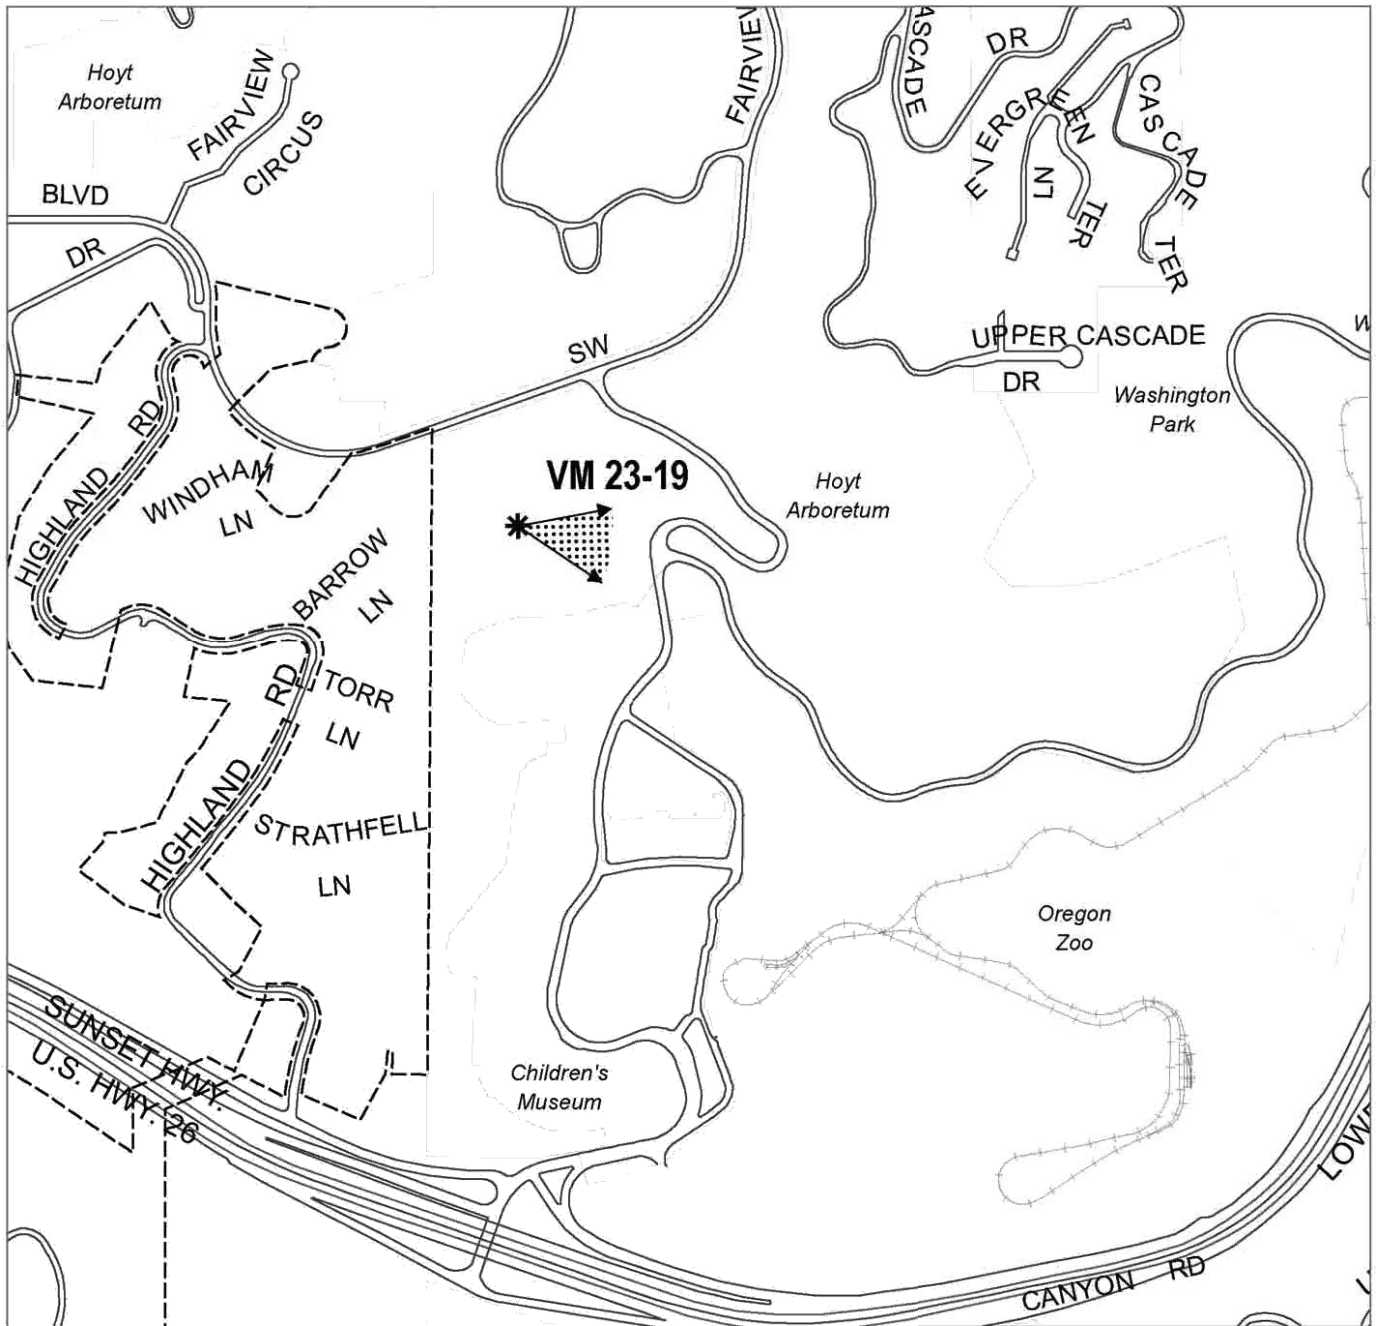 ASCADE
DR
FAIRVIEW
FAIRVIEW
CIRCUS
Hoyt
Arboretum
EVERGREEN
LN
TER
CASCADE
TER
BLVD
DR
SW
UPPER CASCADE
DR
Washington
Park
HIGHLAND
RD
WINDHAM
LN
VM 23-19
Hoyt
Arboretum
BARROW
LN
RD
TORR
LN
HIGHLAND
STRATHFELL
LN
Oregon
Zoo
SUNSET HWY.
U.S. HWY. 26
Children's
Museum
CANYON RD